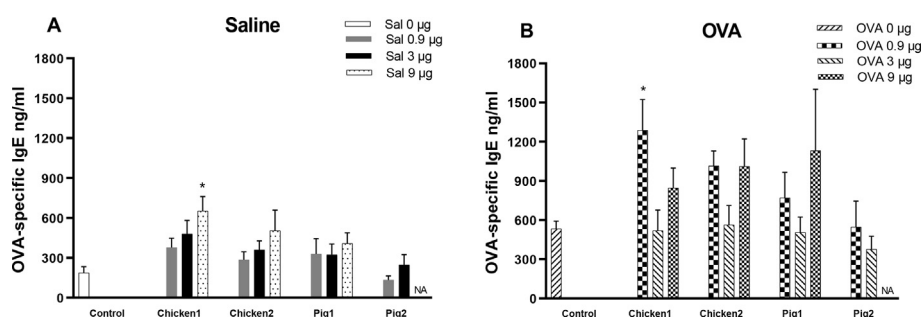 A
Saline
Sal 0 µg
Sal 0.9 µg
Sal 3 µg
Sal 9 µg
OVA-specific IgE ng/ml
1800
1500
1200
900
600
300
0
*
NA
Control
Chicken1
Chicken2
Pig1
Pig2
B
OVA
OVA 0 µg
OVA 0.9 µg
OVA 3 µg
OVA 9 µg
OVA-specific IgE ng/ml
1800
1500
1200
900
600
300
0
*
NA
Control
Chicken1
Chicken2
Pig1
Pig2